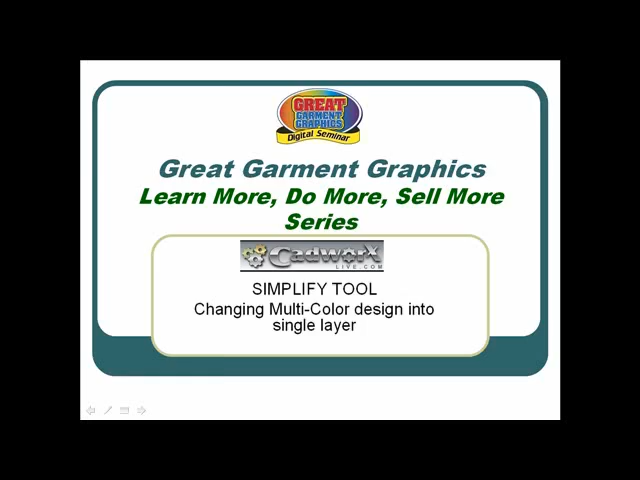 GREAT
GARMENT
GRAPHICS
Digital Seminar
Great Garment Graphics
Learn More, Do More, Sell More
Series
CadworX
LIVE.COM
SIMPLIFY TOOL
Changing Multi-Color design into
single layer